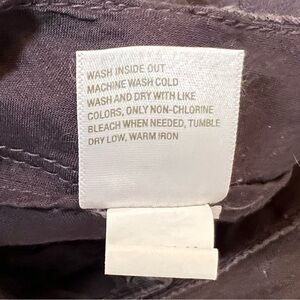 WASH INSIDE OUT
MACHINE WASH COLD
WASH AND DRY WITH LIKE
COLORS, ONLY NON-CHLORINE
BLEACH WHEN NEEDED, TUMBLE
DRY LOW, WARM IRON